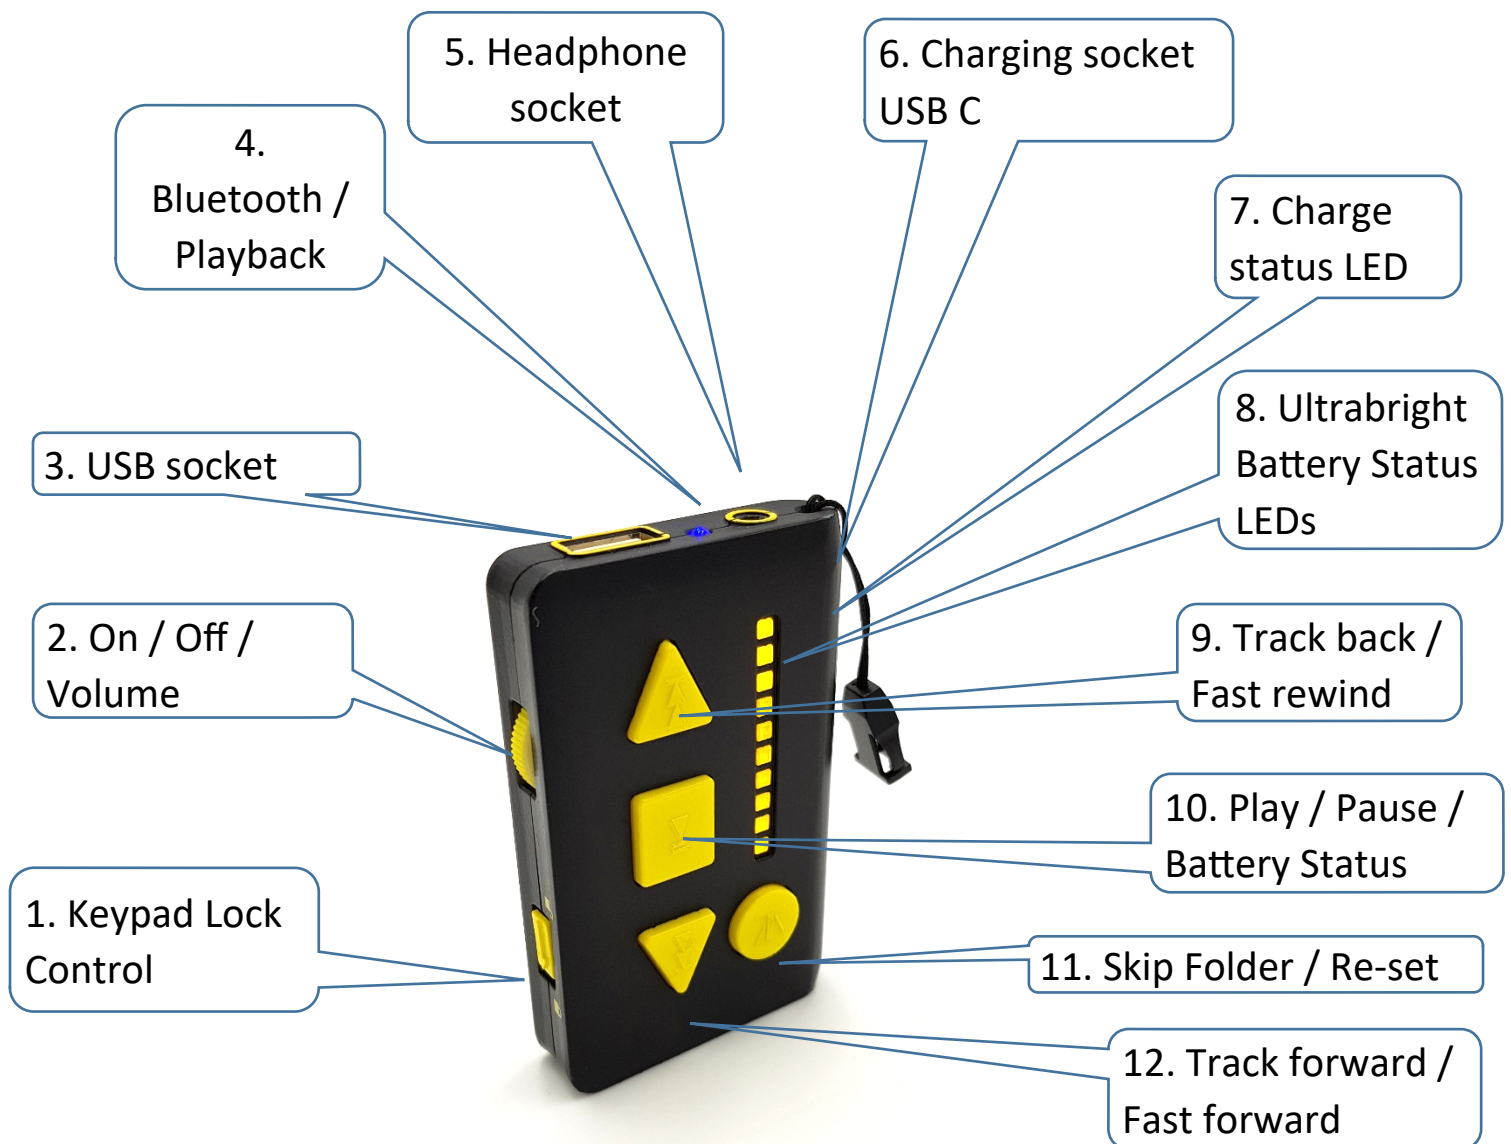 5. Headphone
socket
6. Charging socket
USB C
4.
Bluetooth /
Playback
7. Charge
status LED
8. Ultrabright
Battery Status
LEDs
3. USB socket
2. On / Off /
Volume
9. Track back /
Fast rewind
10. Play / Pause /
Battery Status
1. Keypad Lock
Control
11. Skip Folder / Re-set
12. Track forward /
Fast forward